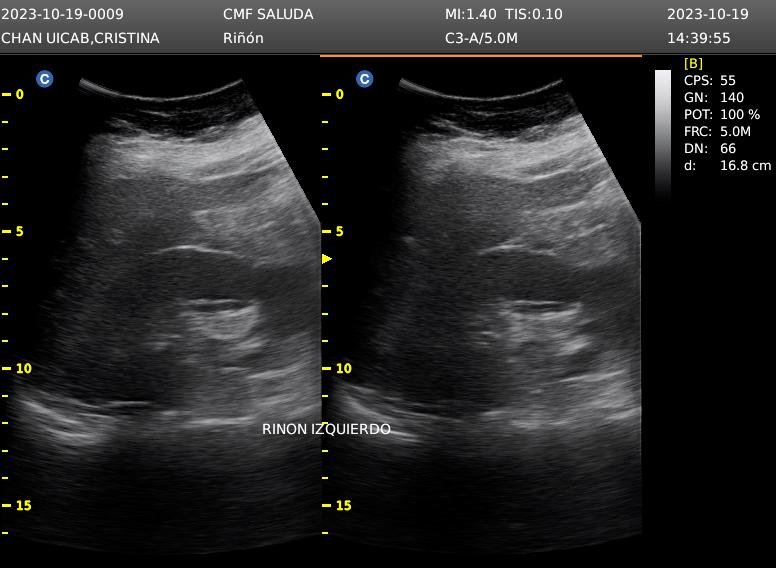 2023-10-19-0009 CMF SALUDA MI:1.40 TIS:0.10 2023-10-19
CHAN UICAB,CRISTINA Riñón C3-A/5.0M 14:39:55
C C
[B]
CPS: 55
GN: 140
POT: 100 %
FRC: 5.0M
DN: 66
d: 16.8 cm
0 0
5 5
10 10
RINON IZQUIERDO
15 15